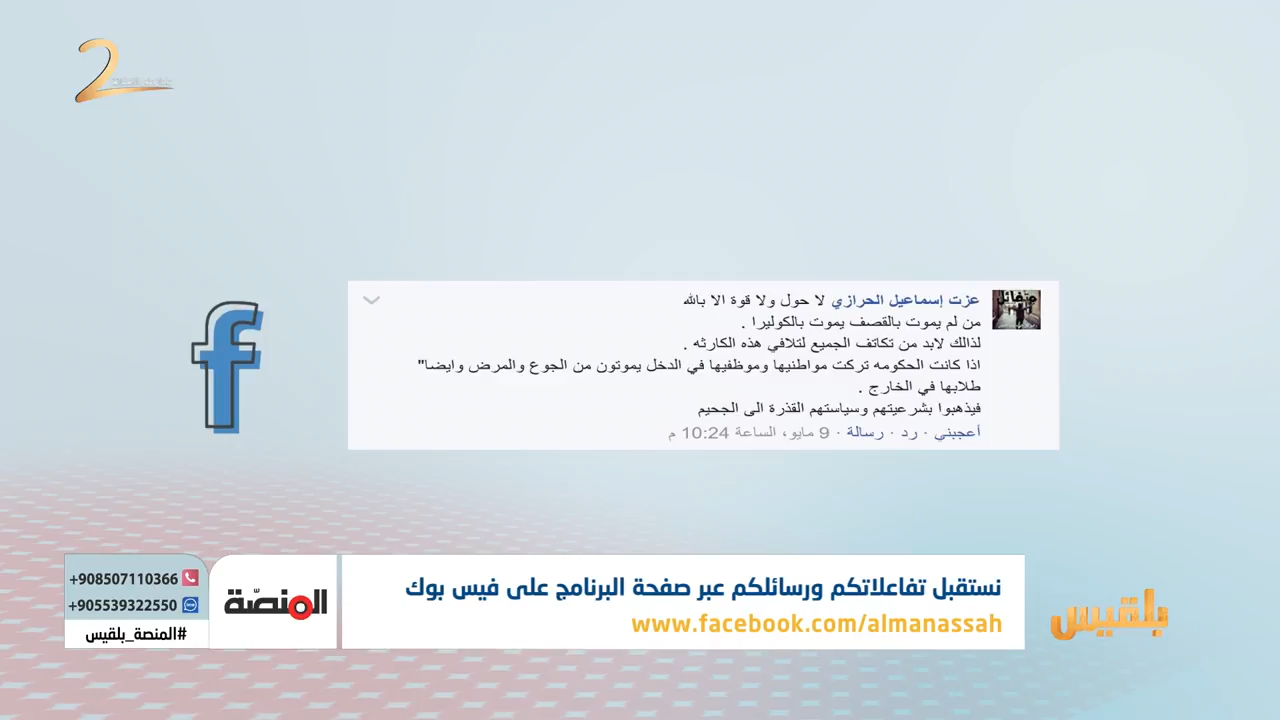 2
عزت إسماعيل الحرازي لا حول ولا قوة الا بالله
من لم يموت بالقصف يموت بالكوليرا .
لذالك لابد من تكاتف الجميع لتلافي هذه الكارثه .
اذا كانت الحكومه تركت مواطنيها وموظفيها في الدخل يموتون من الجوع والمرض وايضا"
طلابها في الخارج .
فيذهبوا بشرعيتهم وسياستهم القذرة الى الجحيم
أعجبني · رد · رسالة · 9 مايو، الساعة 10:24 م
متفائل
نستقبل تفاعلاتكم ورسائلكم عبر صفحة البرنامج على فيس بوك
www.facebook.com/almanassah
المنصّة
+908507110366
+905539322550
#المنصة_بلقيس
بلقيس